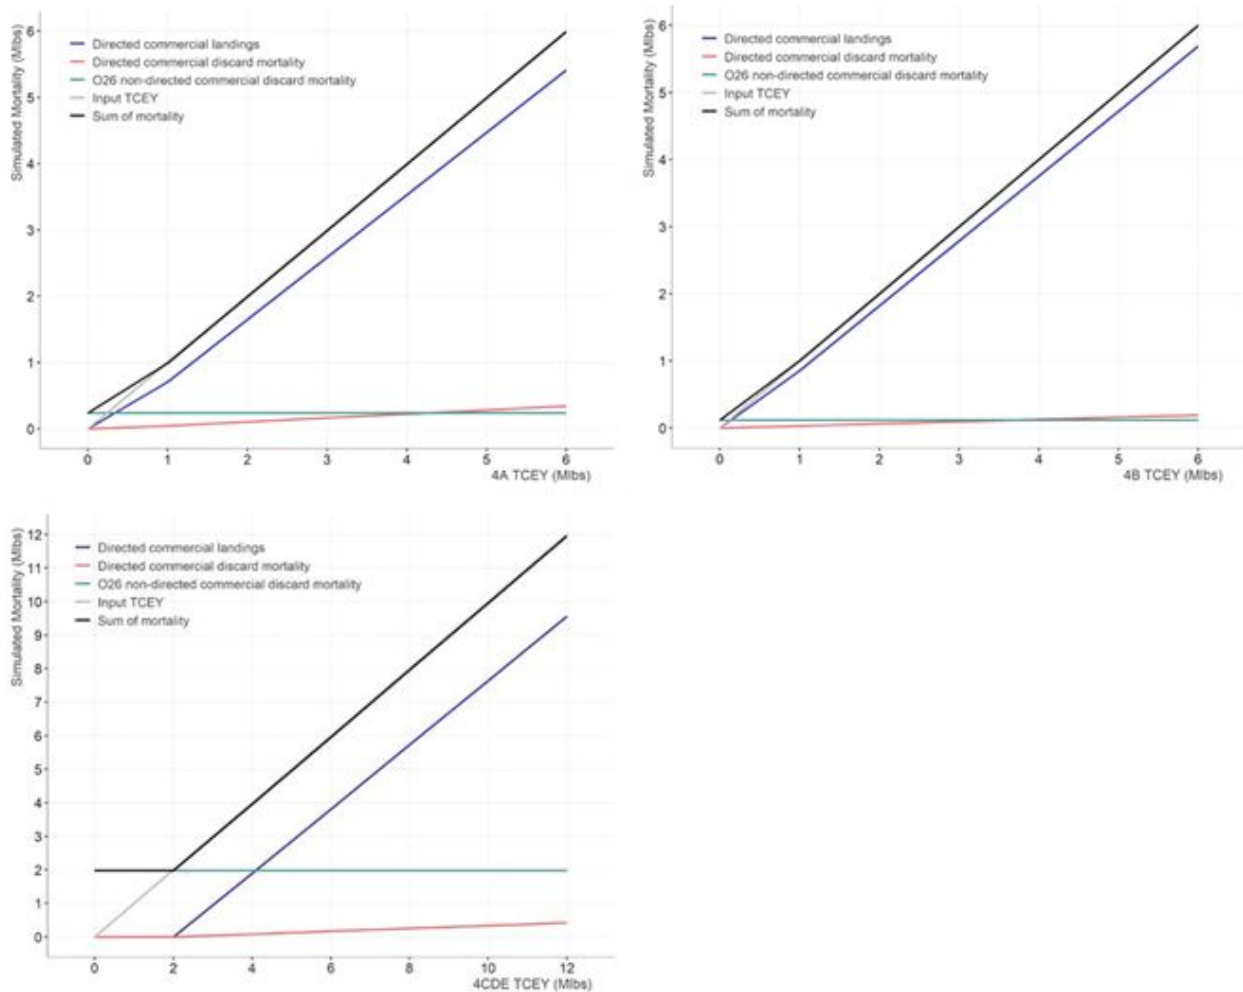 Simulated Mortality (Mlbs)
6
5
4
3
2
1
0
Directed commercial landings
Directed commercial discard mortality
O26 non-directed commercial discard mortality
Input TCEY
Sum of mortality
0 1 2 3 4 5 6
4A TCEY (Mlbs)
Simulated Mortality (Mlbs)
6
5
4
3
2
1
0
Directed commercial landings
Directed commercial discard mortality
O26 non-directed commercial discard mortality
Input TCEY
Sum of mortality
0 1 2 3 4 5 6
4B TCEY (Mlbs)
Simulated Mortality (Mlbs)
12
11
10
9
8
7
6
5
4
3
2
1
0
Directed commercial landings
Directed commercial discard mortality
O26 non-directed commercial discard mortality
Input TCEY
Sum of mortality
0 2 4 6 8 10 12
4CDE TCEY (Mlbs)